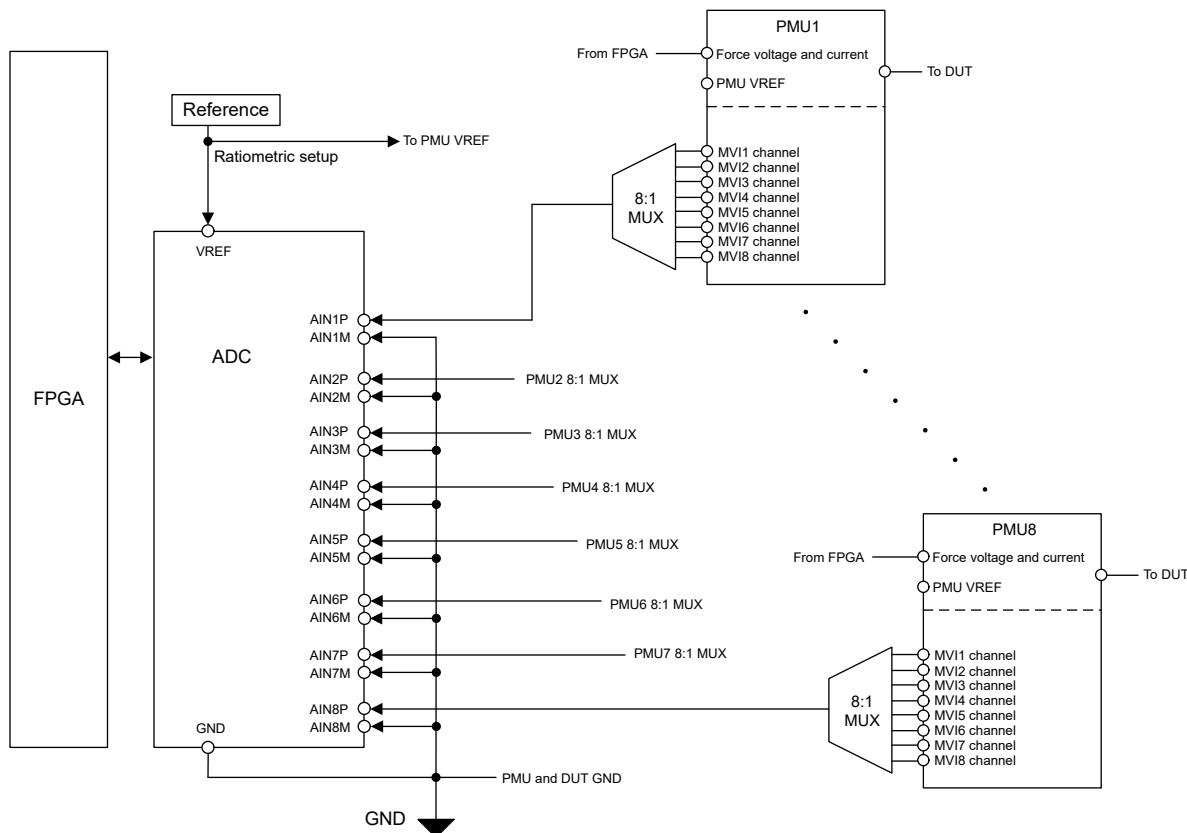 PMU1
From FPGA
Force voltage and current
To DUT
PMU VREF
Reference
To PMU VREF
Ratiometric setup
MVI1 channel
MVI2 channel
MVI3 channel
MVI4 channel
MVI5 channel
MVI6 channel
MVI7 channel
MVI8 channel
8:1
MUX
VREF
FPGA
ADC
AIN1P
AIN1M
AIN2P
PMU2 8:1 MUX
AIN2M
AIN3P
PMU3 8:1 MUX
AIN3M
AIN4P
PMU4 8:1 MUX
AIN4M
AIN5P
PMU5 8:1 MUX
AIN5M
AIN6P
PMU6 8:1 MUX
AIN6M
AIN7P
PMU7 8:1 MUX
AIN7M
AIN8P
AIN8M
GND
PMU and DUT GND
GND
PMU8
From FPGA
Force voltage and current
To DUT
PMU VREF
MVI1 channel
MVI2 channel
MVI3 channel
MVI4 channel
MVI5 channel
MVI6 channel
MVI7 channel
MVI8 channel
8:1
MUX